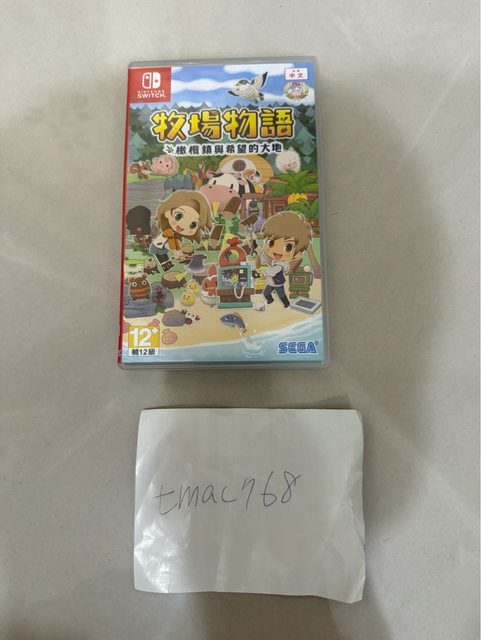 NINTENDO
SWITCH
中文
牧場物語
橄欖鎮與希望的大地
12+
輔12級
SEGA
tmac768